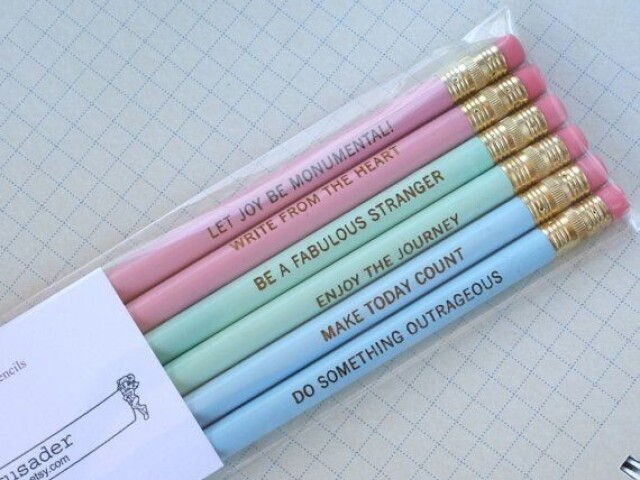 LET JOY BE MONUMENTAL!
WRITE FROM THE HEART
BE A FABULOUS STRANGER
ENJOY THE JOURNEY
MAKE TODAY COUNT
DO SOMETHING OUTRAGEOUS
encils
usader
etsy.com